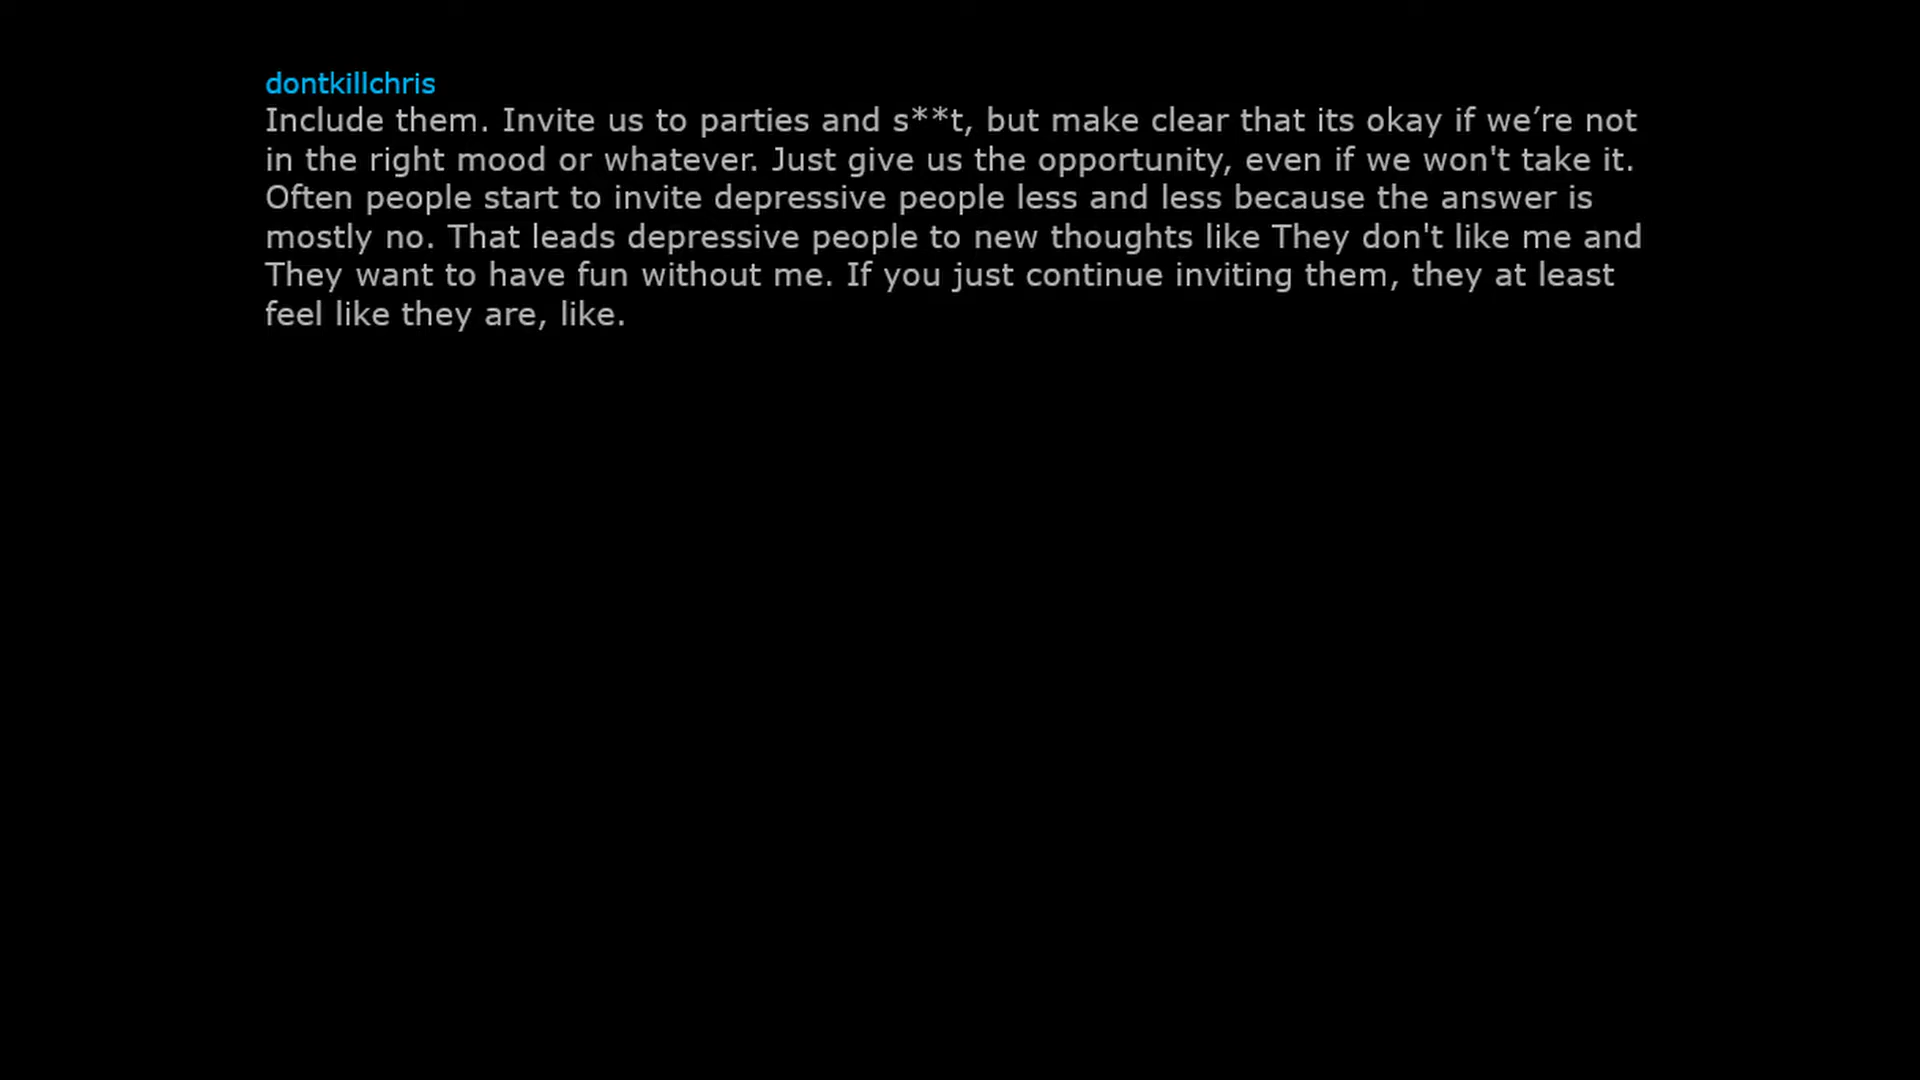 dontkillchris
Include them. Invite us to parties and s**t, but make clear that its okay if we’re not
in the right mood or whatever. Just give us the opportunity, even if we won't take it.
Often people start to invite depressive people less and less because the answer is
mostly no. That leads depressive people to new thoughts like They don't like me and
They want to have fun without me. If you just continue inviting them, they at least
feel like they are, like.